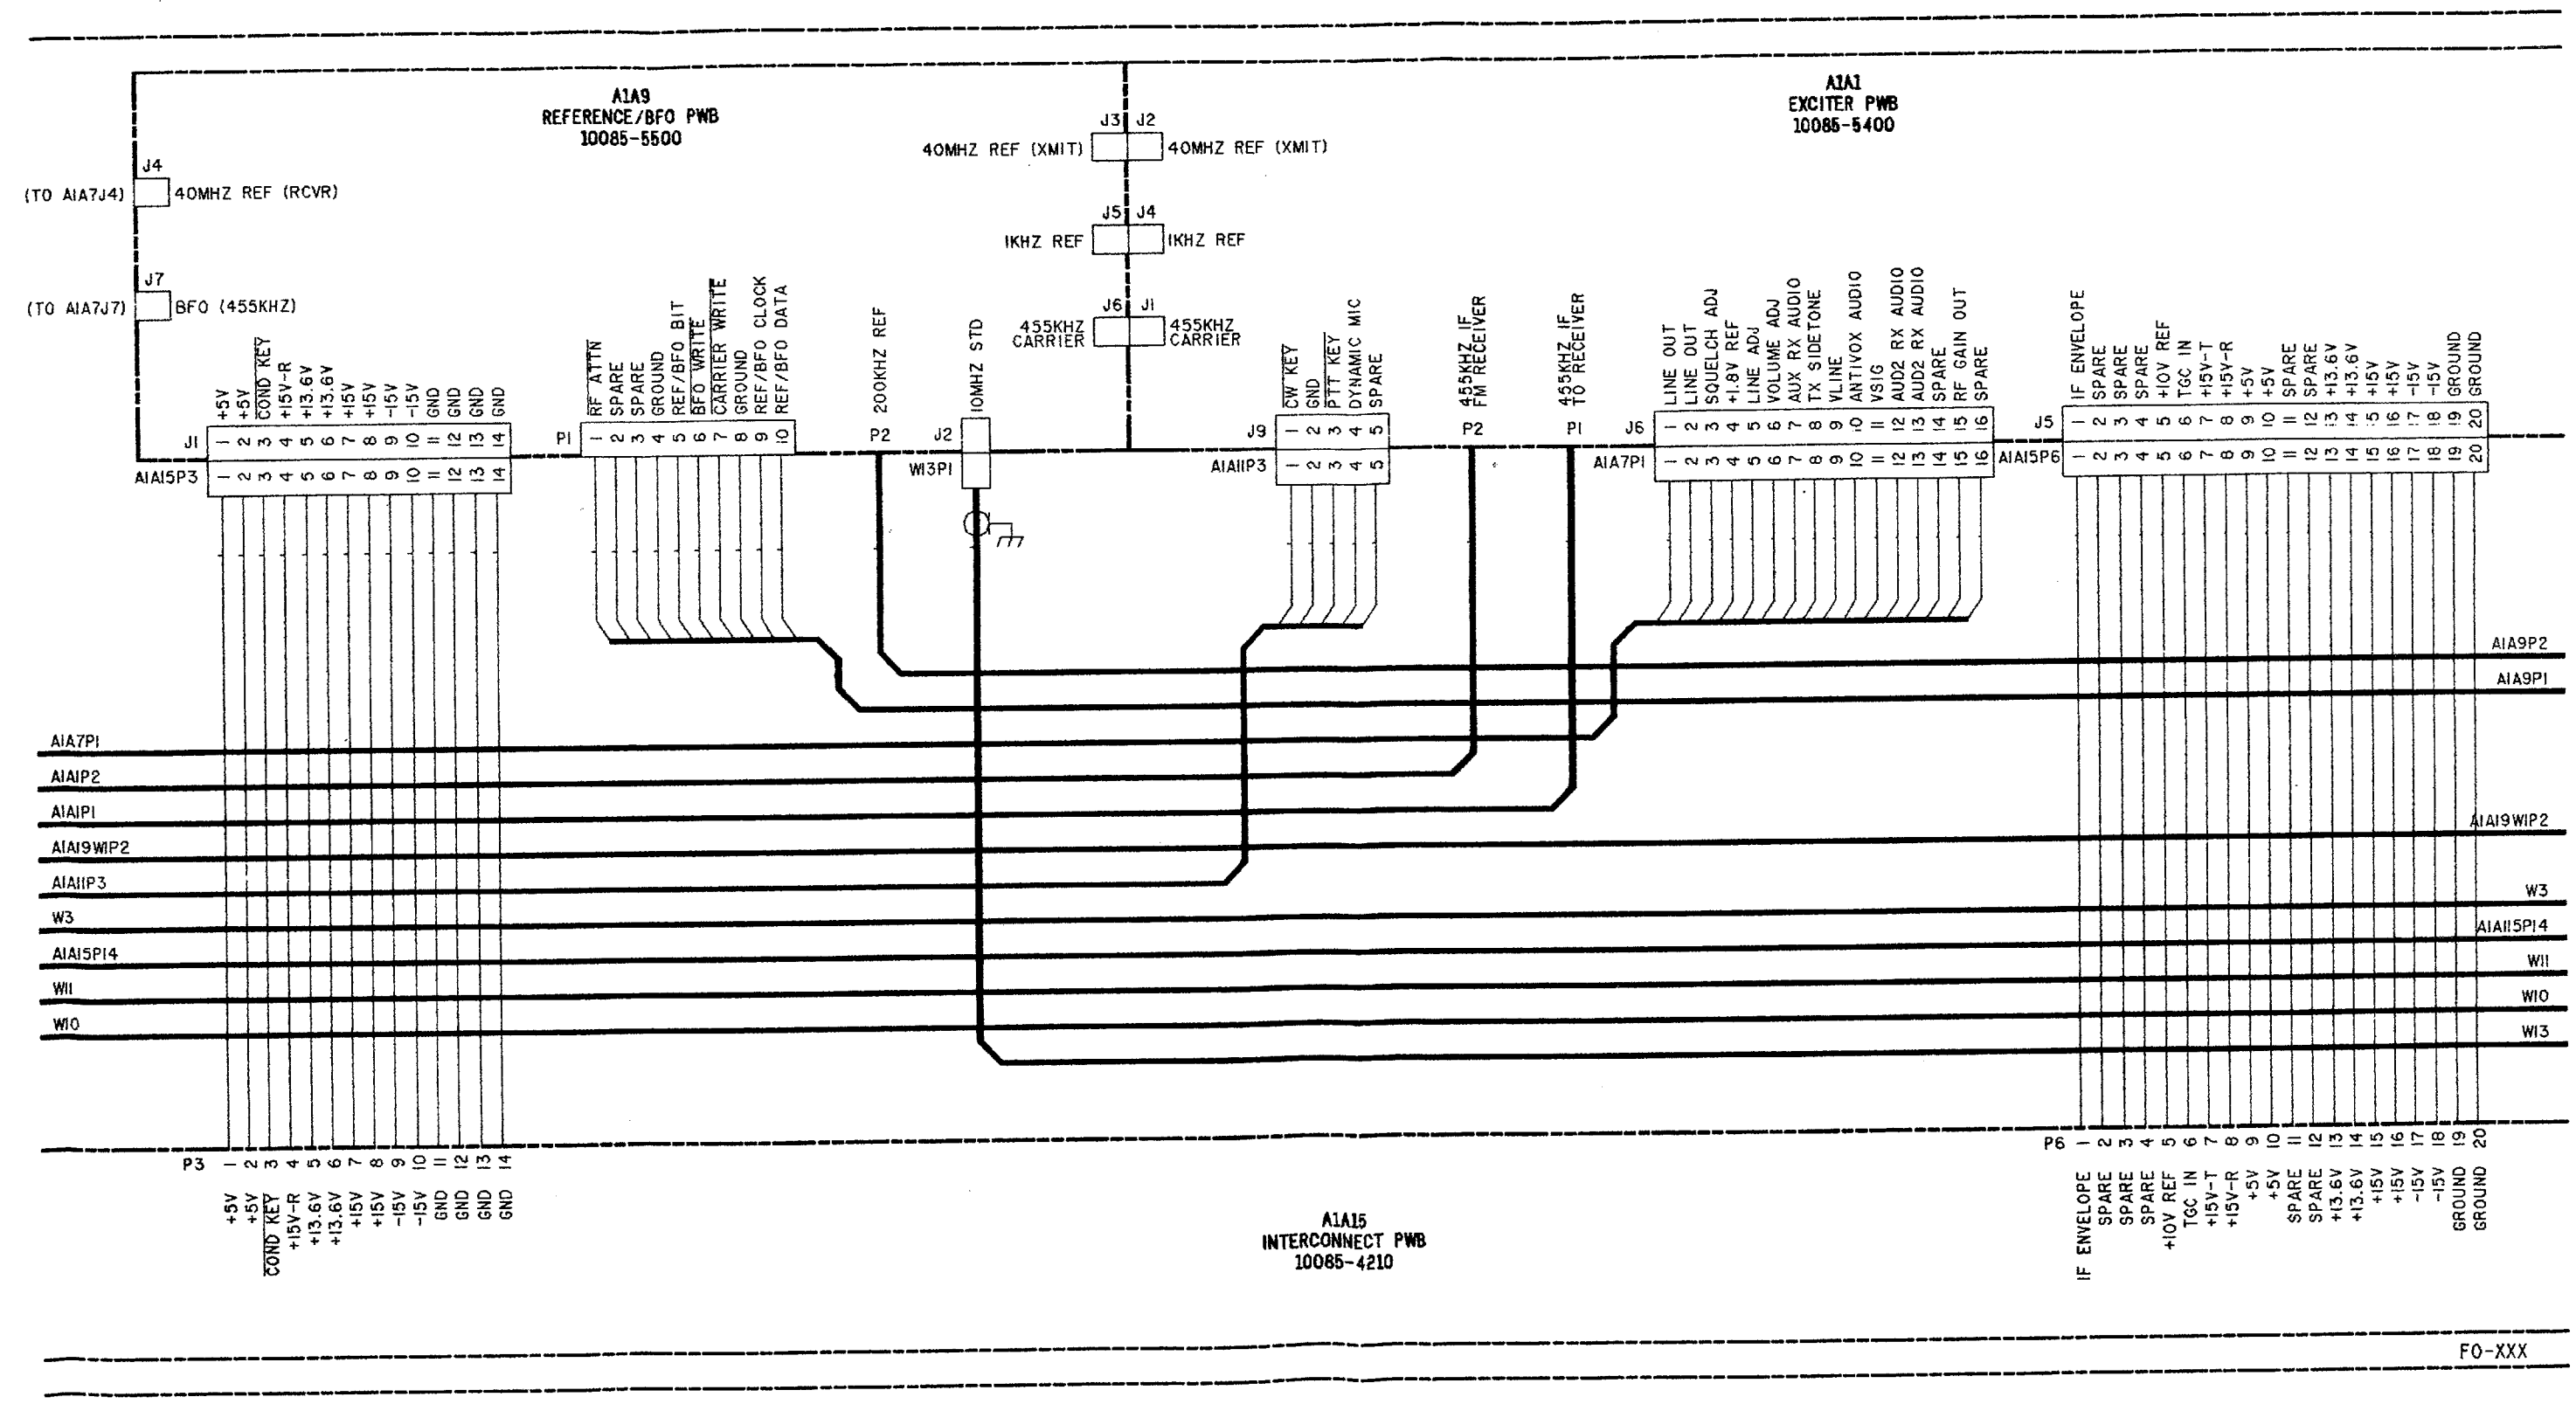 A1A9
REFERENCE/BFO PWB
10085-5500
A1A1
EXCITER PWB
10085-5400
J3 J2
40MHZ REF (XMIT) 40MHZ REF (XMIT)
J4
(TO A1A7J4) 40MHZ REF (RCVR)
J5 J4
1KHZ REF 1KHZ REF
J7
(TO A1A7J7) BFO (455KHZ)
J6 J1
455KHZ CARRIER 455KHZ CARRIER
+5V
+5V
COND KEY
+15V-R
+13.6V
+13.6V
+15V
+15V
-15V
-15V
GND
GND
GND
GND
J1 1 2 3 4 5 6 7 8 9 10 11 12 13 14
A1A15P3 1 2 3 4 5 6 7 8 9 10 11 12 13 14
RF ATTN
SPARE
SPARE
GROUND
REF/BFO BIT
BFO WRITE
CARRIER WRITE
GROUND
REF/BFO CLOCK
REF/BFO DATA
P1 1 2 3 4 5 6 7 8 9 10
200KHZ REF
P2
10MHZ STD
J2
W13P1
CW KEY
GND
PTT KEY
DYNAMIC MIC
SPARE
J9 1 2 3 4 5
A1A11P3 1 2 3 4 5
455KHZ IF
FM RECEIVER
P2
455KHZ IF
TO RECEIVER
P1
LINE OUT
LINE OUT
SQUELCH ADJ
+1.8V REF
LINE ADJ
VOLUME ADJ
AUX RX AUDIO
TX SIDETONE
VLINE
ANTIVOX AUDIO
VSIG
AUD2 RX AUDIO
AUD2 RX AUDIO
SPARE
RF GAIN OUT
SPARE
J6 1 2 3 4 5 6 7 8 9 10 11 12 13 14 15 16
A1A7P1 1 2 3 4 5 6 7 8 9 10 11 12 13 14 15 16
IF ENVELOPE
SPARE
SPARE
SPARE
+10V REF
TGC IN
+15V-T
+15V-R
+5V
+5V
SPARE
SPARE
+13.6V
+13.6V
+15V
+15V
-15V
-15V
GROUND
GROUND
J5 1 2 3 4 5 6 7 8 9 10 11 12 13 14 15 16 17 18 19 20
A1A15P6 1 2 3 4 5 6 7 8 9 10 11 12 13 14 15 16 17 18 19 20
A1A9P2
A1A9P1
A1A7P1
A1A1P2
A1A1P1
A1A19W1P2 A1A19W1P2
A1A11P3
W3 W3
A1A15P14 A1A115P14
W11 W11
W10 W10
W13
P3 1 2 3 4 5 6 7 8 9 10 11 12 13 14
+5V
+5V
COND KEY
+15V-R
+13.6V
+13.6V
+15V
+15V
-15V
-15V
GND
GND
GND
GND
P6 1 2 3 4 5 6 7 8 9 10 11 12 13 14 15 16 17 18 19 20
IF ENVELOPE
SPARE
SPARE
SPARE
+10V REF
TGC IN
+15V-T
+15V-R
+5V
+5V
SPARE
SPARE
+13.6V
+13.6V
+15V
+15V
-15V
-15V
GROUND
GROUND
A1A15
INTERCONNECT PWB
10085-4210
FO-XXX